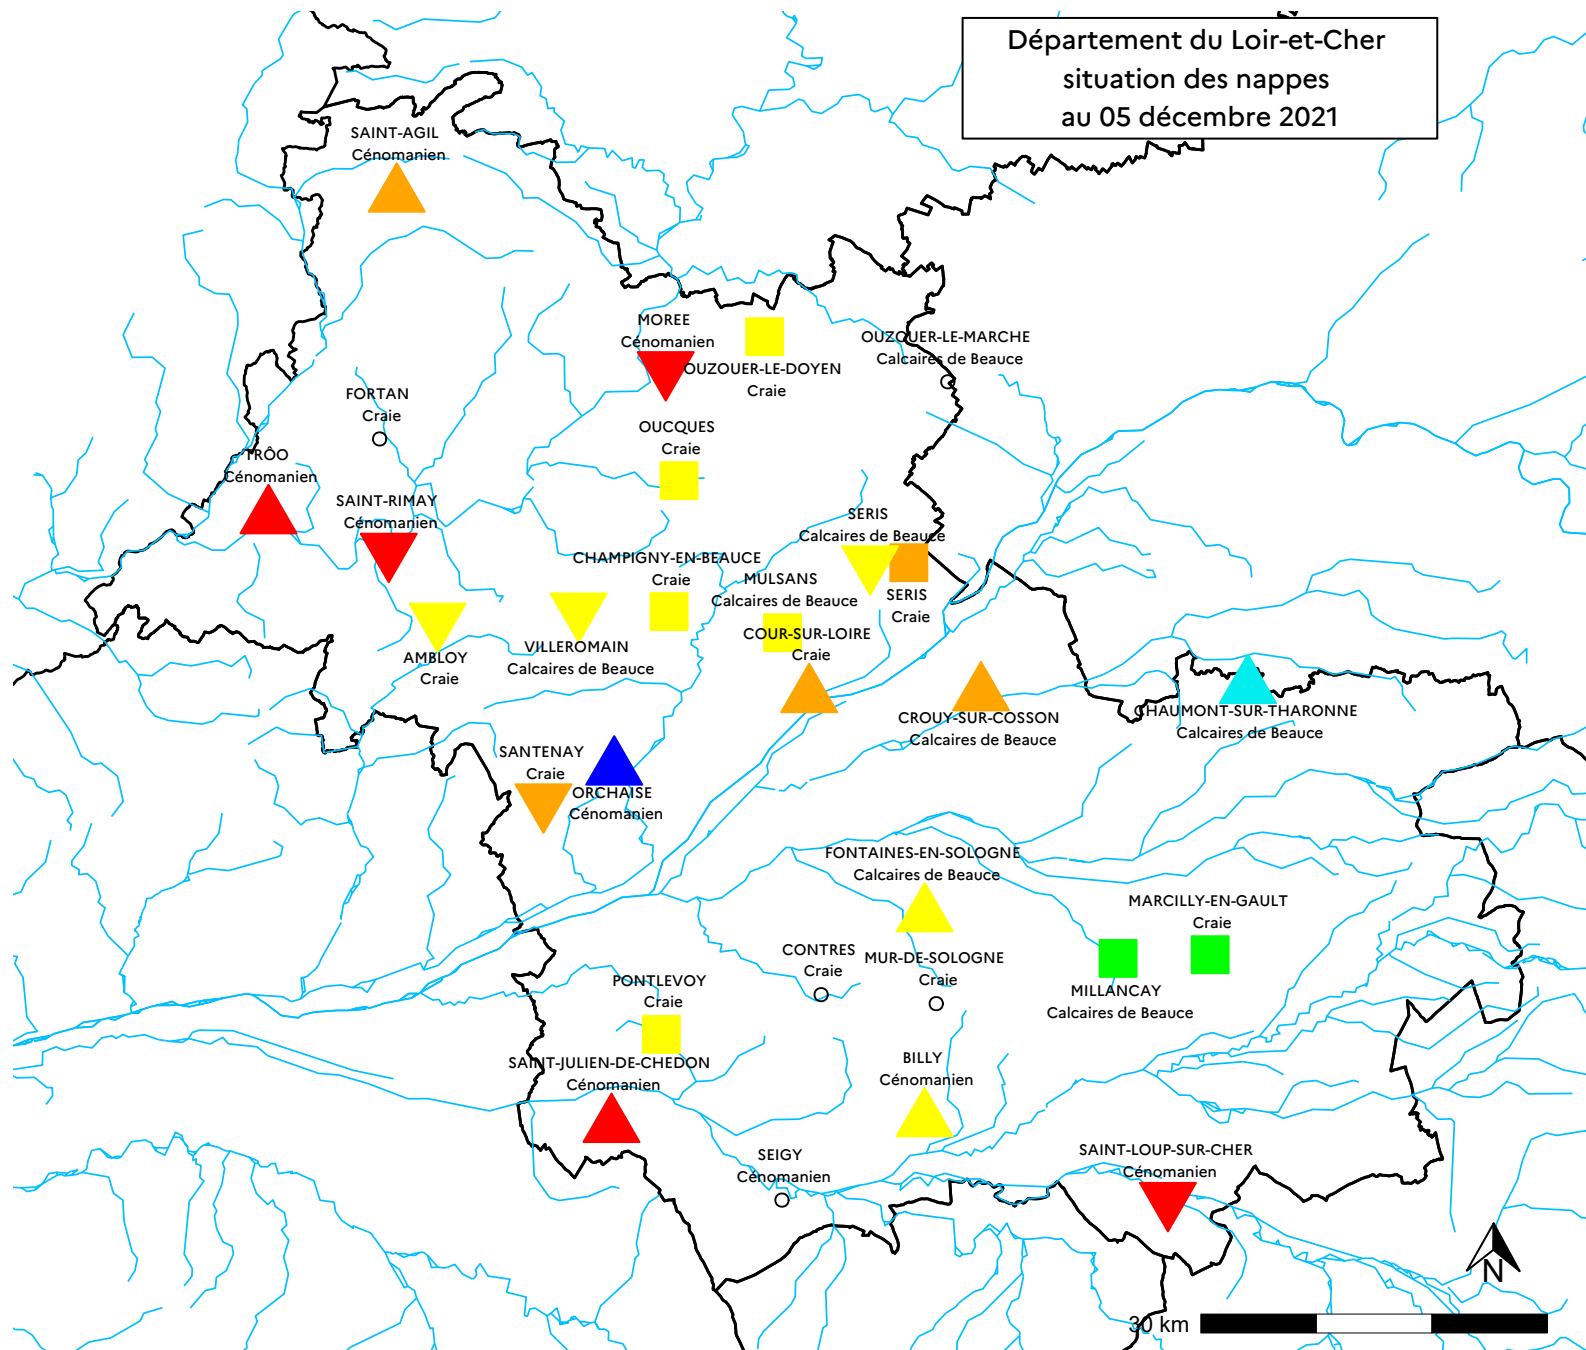 Département du Loir-et-Cher
situation des nappes
au 05 décembre 2021
SAINT-AGIL
Cénomanien
MOREE
Cénomanien
OUZOUER-LE-DOYEN
Craie
OUZOUER-LE-MARCHE
Calcaires de Beauce
FORTAN
Craie
OUCQUES
Craie
TRÔO
Cénomanien
SAINT-RIMAY
Cénomanien
SERIS
Calcaires de Beauce
CHAMPIGNY-EN-BEAUCE
Craie
MULSANS
Calcaires de Beauce
SERIS
Craie
COUR-SUR-LOIRE
Craie
AMBLOY
Craie
VILLEROMAIN
Calcaires de Beauce
CROUY-SUR-COSSON
Calcaires de Beauce
CHAUMONT-SUR-THARONNE
Calcaires de Beauce
SANTENAY
Craie
ORCHAISE
Cénomanien
FONTAINES-EN-SOLOGNE
Calcaires de Beauce
MARCILLY-EN-GAULT
Craie
CONTRES
Craie
MUR-DE-SOLOGNE
Craie
PONTLEVOY
Craie
MILLANCAY
Calcaires de Beauce
SAINT-JULIEN-DE-CHEDON
Cénomanien
BILLY
Cénomanien
SEIGY
Cénomanien
SAINT-LOUP-SUR-CHER
Cénomanien
N
30 km